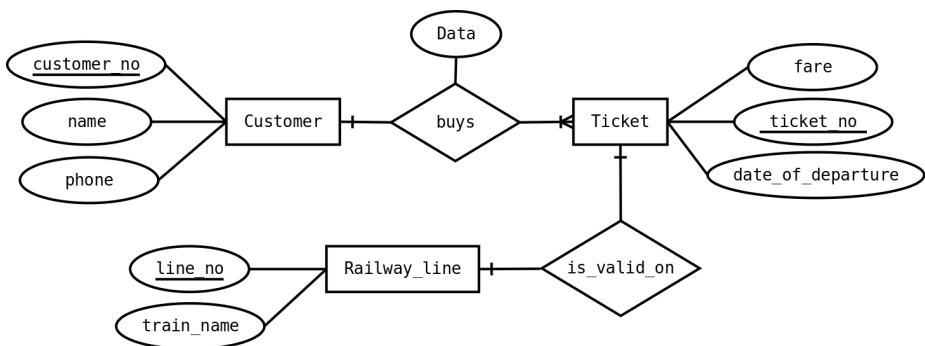 Data
customer_no
fare
name
Customer
buys
Ticket
ticket_no
phone
date_of_departure
line_no
Railway_line
is_valid_on
train_name